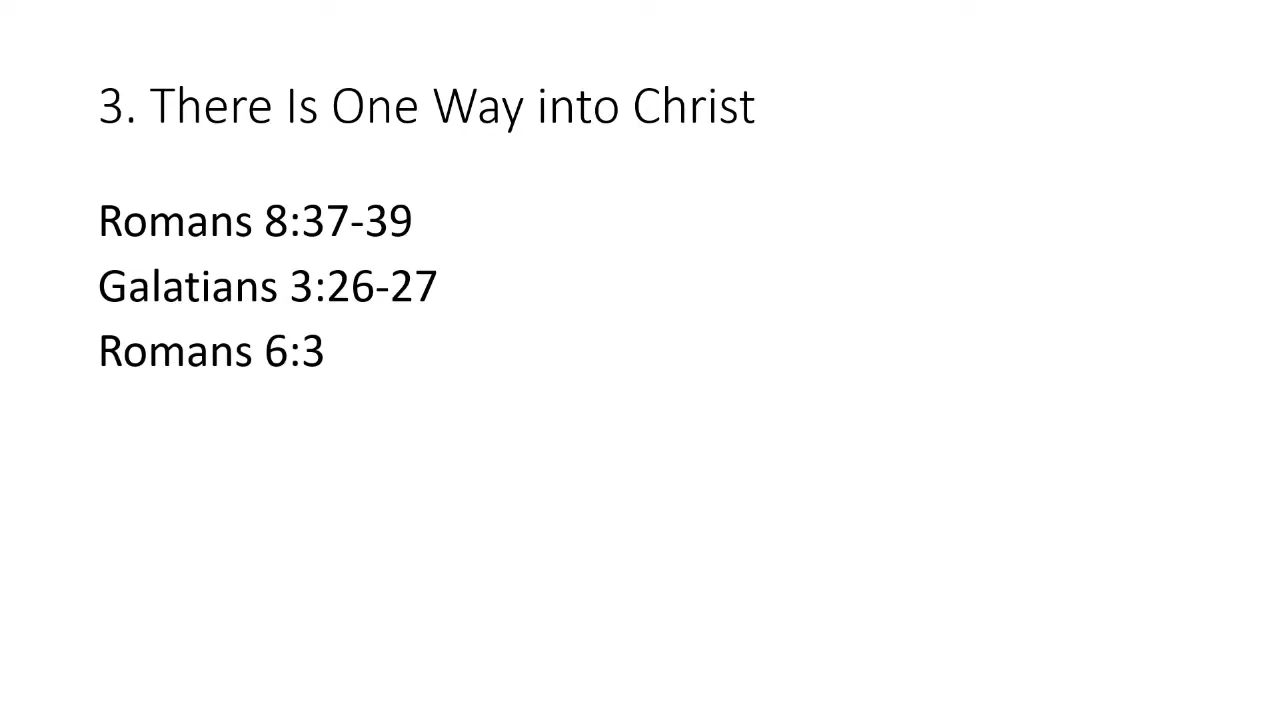 3. There Is One Way into Christ
Romans 8:37-39
Galatians 3:26-27
Romans 6:3